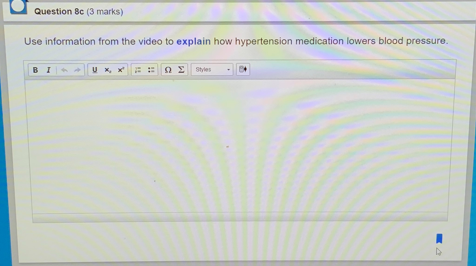 Question 8c (3 marks)
Use information from the video to explain how hypertension medication lowers blood pressure.
B I U x₂ x² Ω Σ Styles